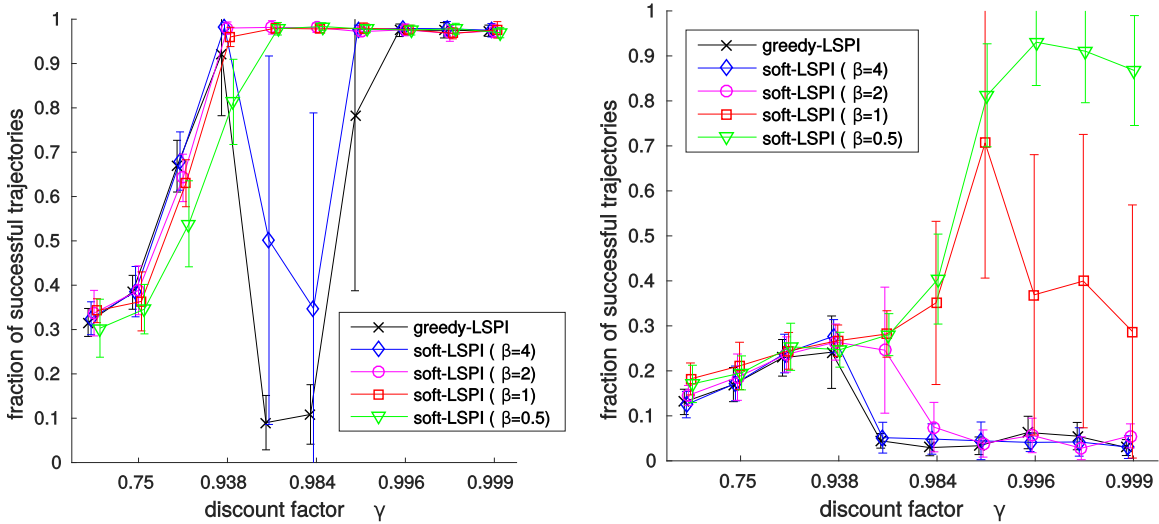 1
0.9
0.8
0.7
0.6
0.5
0.4
0.3
0.2
0.1
0
fraction of successful trajectories
greedy-LSPI
soft-LSPI ( β=4)
soft-LSPI ( β=2)
soft-LSPI ( β=1)
soft-LSPI ( β=0.5)
0.75 0.938 0.984 0.996 0.999
discount factor γ
1
0.9
0.8
0.7
0.6
0.5
0.4
0.3
0.2
0.1
0
fraction of successful trajectories
greedy-LSPI
soft-LSPI ( β=4)
soft-LSPI ( β=2)
soft-LSPI ( β=1)
soft-LSPI ( β=0.5)
0.75 0.938 0.984 0.996 0.999
discount factor γ